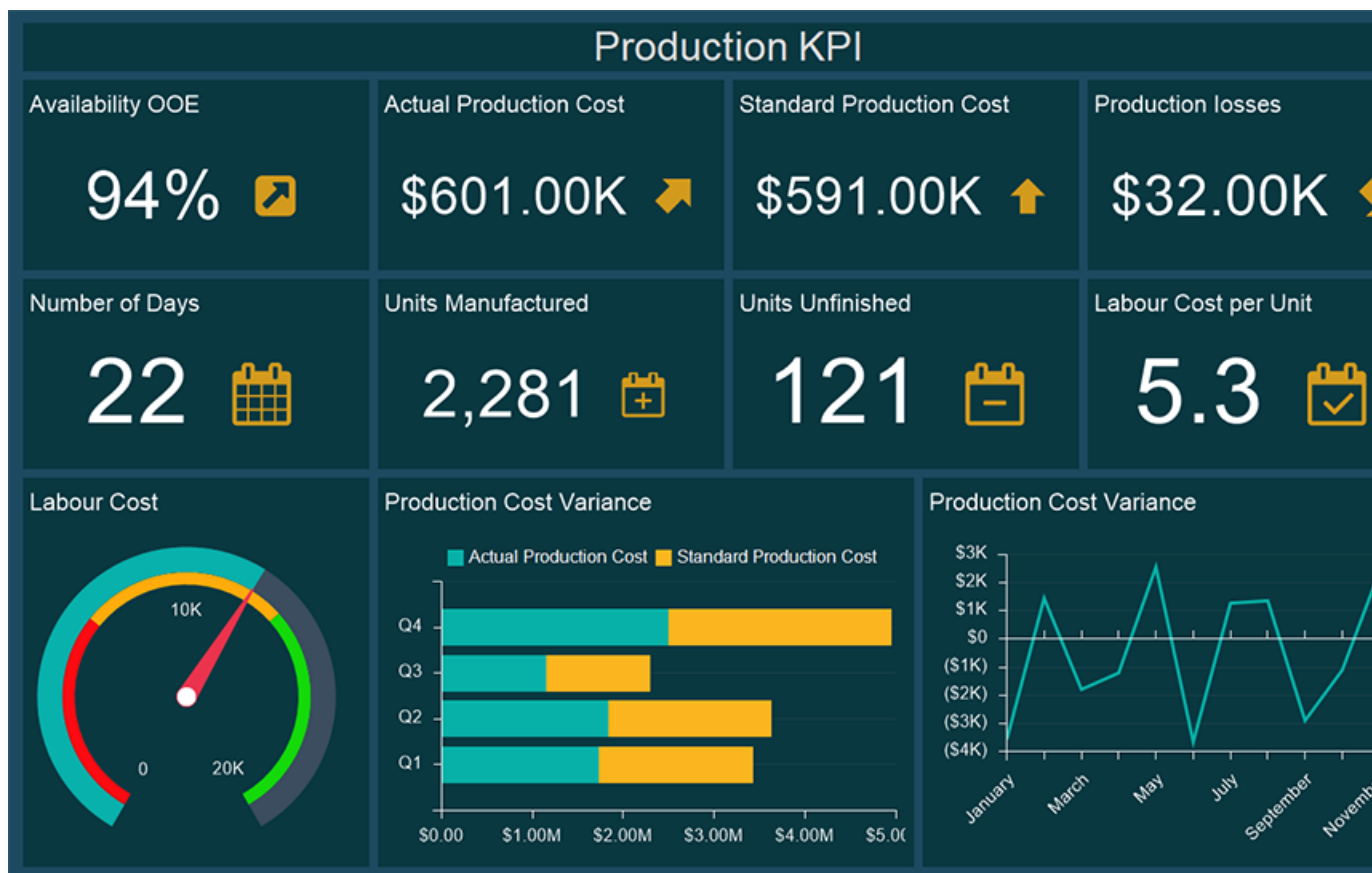 Production KPI
Availability OOE
94%
Actual Production Cost
$601.00K
Standard Production Cost
$591.00K
Production losses
$32.00K
Number of Days
22
Units Manufactured
2,281
Units Unfinished
121
Labour Cost per Unit
5.3
Labour Cost
10K
0
20K
Production Cost Variance
Actual Production Cost
Standard Production Cost
Q4
Q3
Q2
Q1
$0.00
$1.00M
$2.00M
$3.00M
$4.00M
Production Cost Variance
$3K
$2K
$1K
$0
($1K)
($2K)
($3K)
($4K)
January
March
May
July
September